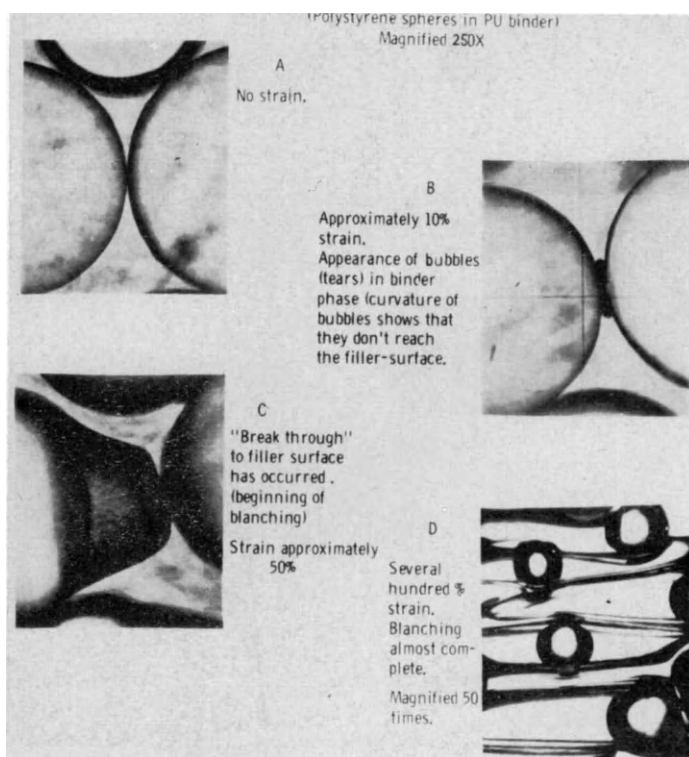 (Polystyrene spheres in PU binder)
Magnified 250X
A
No strain.
B
Approximately 10%
strain.
Appearance of bubbles
(tears) in binder
phase (curvature of
bubbles shows that
they don't reach
the filler-surface.
C
"Break through"
to filler surface
has occurred.
(beginning of
blanching)
Strain approximately
50%
D
Several
hundred %
strain.
Blanching
almost com-
plete.
Magnified 50
times.